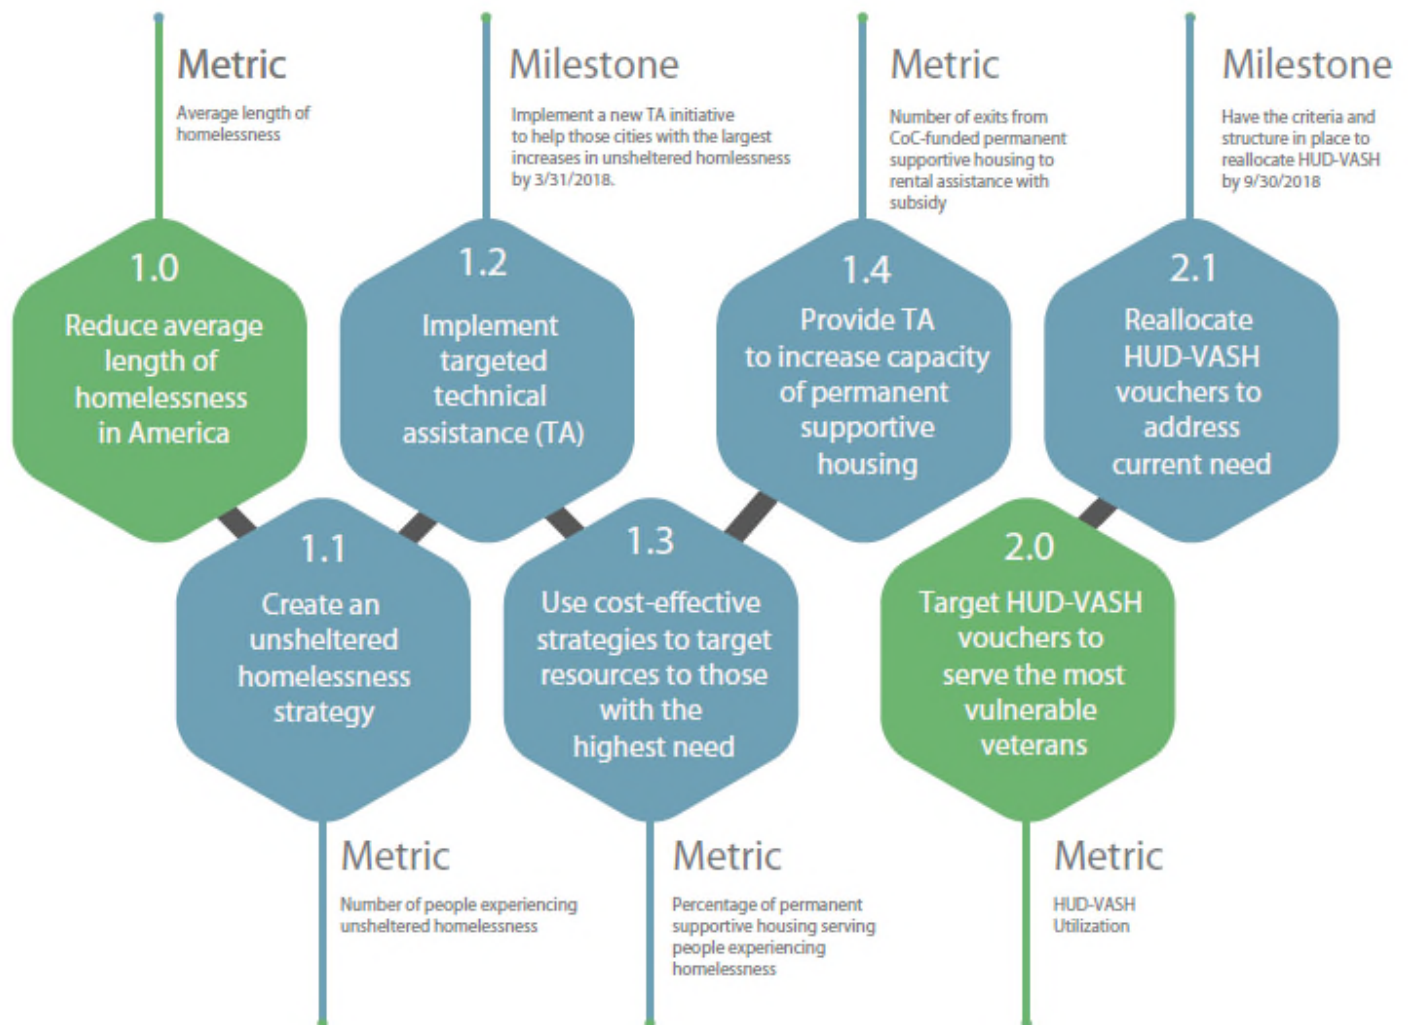 Metric
Average length of
homelessness
1.0
Reduce average
length of
homelessness
in America
1.1
Create an
unsheltered
homelessness
strategy
Metric
Number of people experiencing
unsheltered homelessness
Milestone
Implement a new TA initiative
to help those cities with the largest
increases in unsheltered homlessness
by 3/31/2018.
1.2
Implement
targeted
technical
assistance (TA)
1.3
Use cost-effective
strategies to target
resources to those
with the
highest need
Metric
Percentage of permanent
supportive housing serving
people experiencing
homelessness
Metric
Number of exits from
CoC-funded permanent
supportive housing to
rental assistance with
subsidy
1.4
Provide TA
to increase capacity
of permanent
supportive
housing
2.0
Target HUD-VASH
vouchers to
serve the most
vulnerable
veterans
Metric
HUD-VASH
Utilization
Milestone
Have the criteria and
structure in place to
reallocate HUD-VASH
by 9/30/2018
2.1
Reallocate
HUD-VASH
vouchers to
address
current need